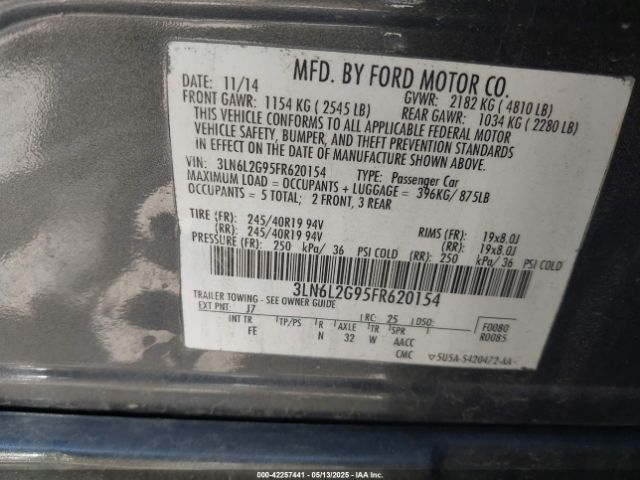 MFD. BY FORD MOTOR CO.
DATE: 11/14 GVWR: 2182 KG ( 4810 LB)
FRONT GAWR: 1154 KG ( 2545 LB) REAR GAWR: 1034 KG ( 2280 LB)
THIS VEHICLE CONFORMS TO ALL APPLICABLE FEDERAL MOTOR
VEHICLE SAFETY, BUMPER, AND THEFT PREVENTION STANDARDS
IN EFFECT ON THE DATE OF MANUFACTURE SHOWN ABOVE.
VIN: 3LN6L2G95FR620154 TYPE: Passenger Car
MAXIMUM LOAD = OCCUPANTS + LUGGAGE = 396KG/ 875LB
OCCUPANTS = 5 TOTAL; 2 FRONT, 3 REAR
TIRE (FR): 245/40R19 94V RIMS (FR): 19x8.0J
(RR): 245/40R19 94V (RR): 19x8.0J
PRESSURE (FR): 250 kPa/ 36 PSI COLD (RR): 250 kPa/ 36 PSI COLD
3LN6L2G95FR620154
TRAILER TOWING - SEE OWNER GUIDE
EXT PNT: J7 RC: 25 DSO:
INT TR TP/PS R AXLE TR SPR
FE N 32 W AACC
CMC
F0080
R0085
5U5A-5420472-AA
000-42257441 - 05/13/2025 - IAA Inc.